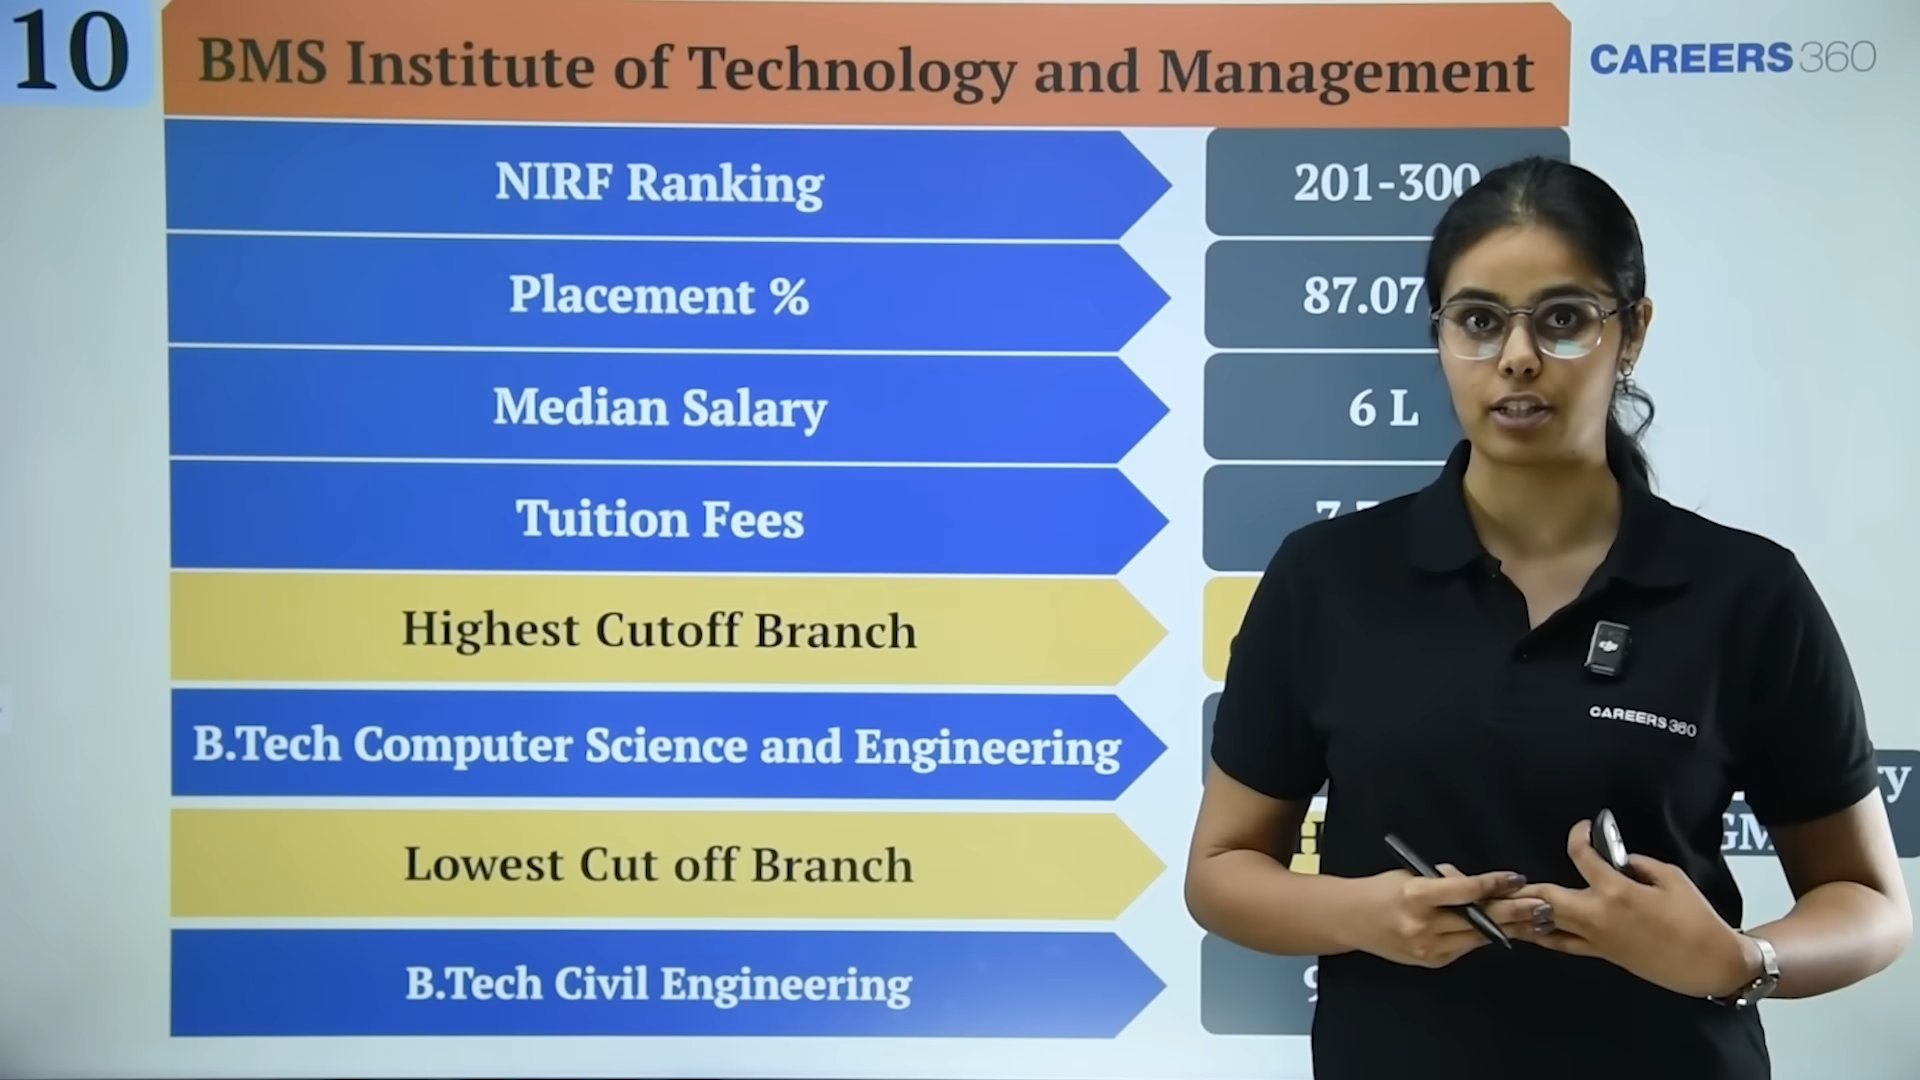 10
BMS Institute of Technology and Management
CAREERS360
NIRF Ranking
201-300
Placement %
87.07
Median Salary
6 L
Tuition Fees
Highest Cutoff Branch
B.Tech Computer Science and Engineering
Lowest Cut off Branch
B.Tech Civil Engineering
CAREERS360